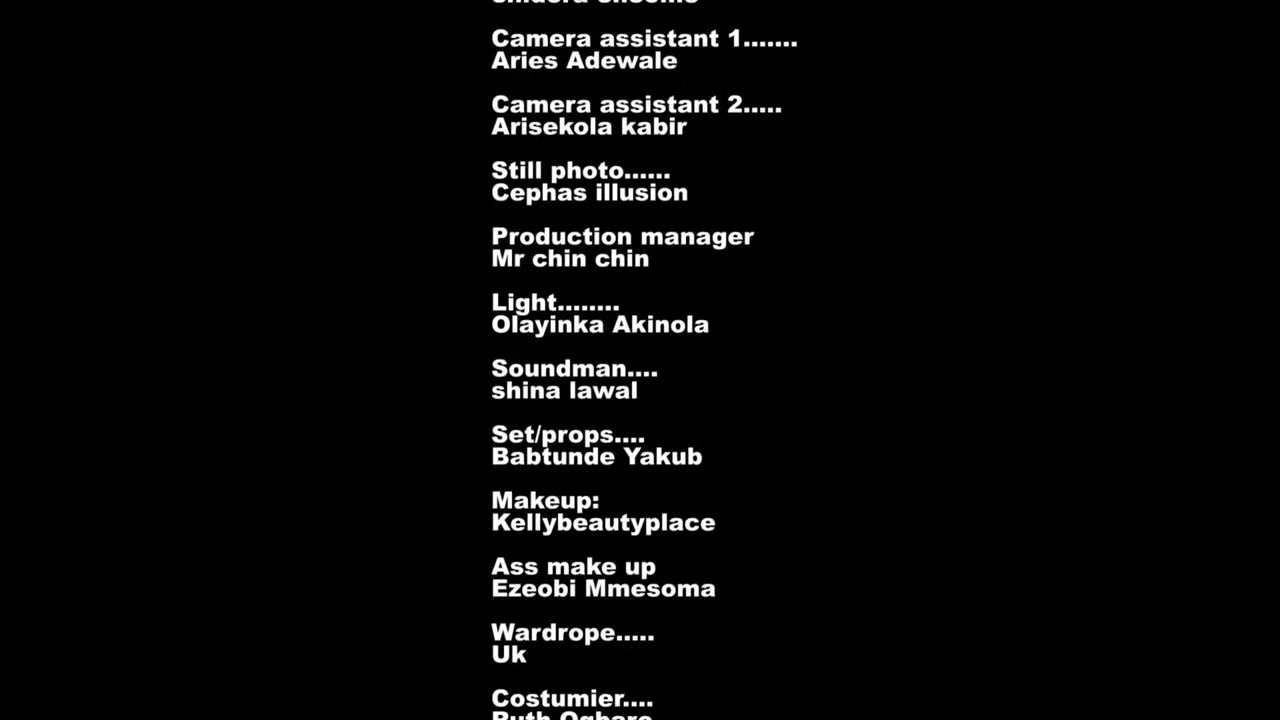 Camera assistant 1.......
Aries Adewale
Camera assistant 2.....
Arisekola kabir
Still photo......
Cephas illusion
Production manager
Mr chin chin
Light........
Olayinka Akinola
Soundman....
shina lawal
Set/props....
Babtunde Yakub
Makeup:
Kellybeautyplace
Ass make up
Ezeobi Mmesoma
Wardrope.....
Uk
Costumier....